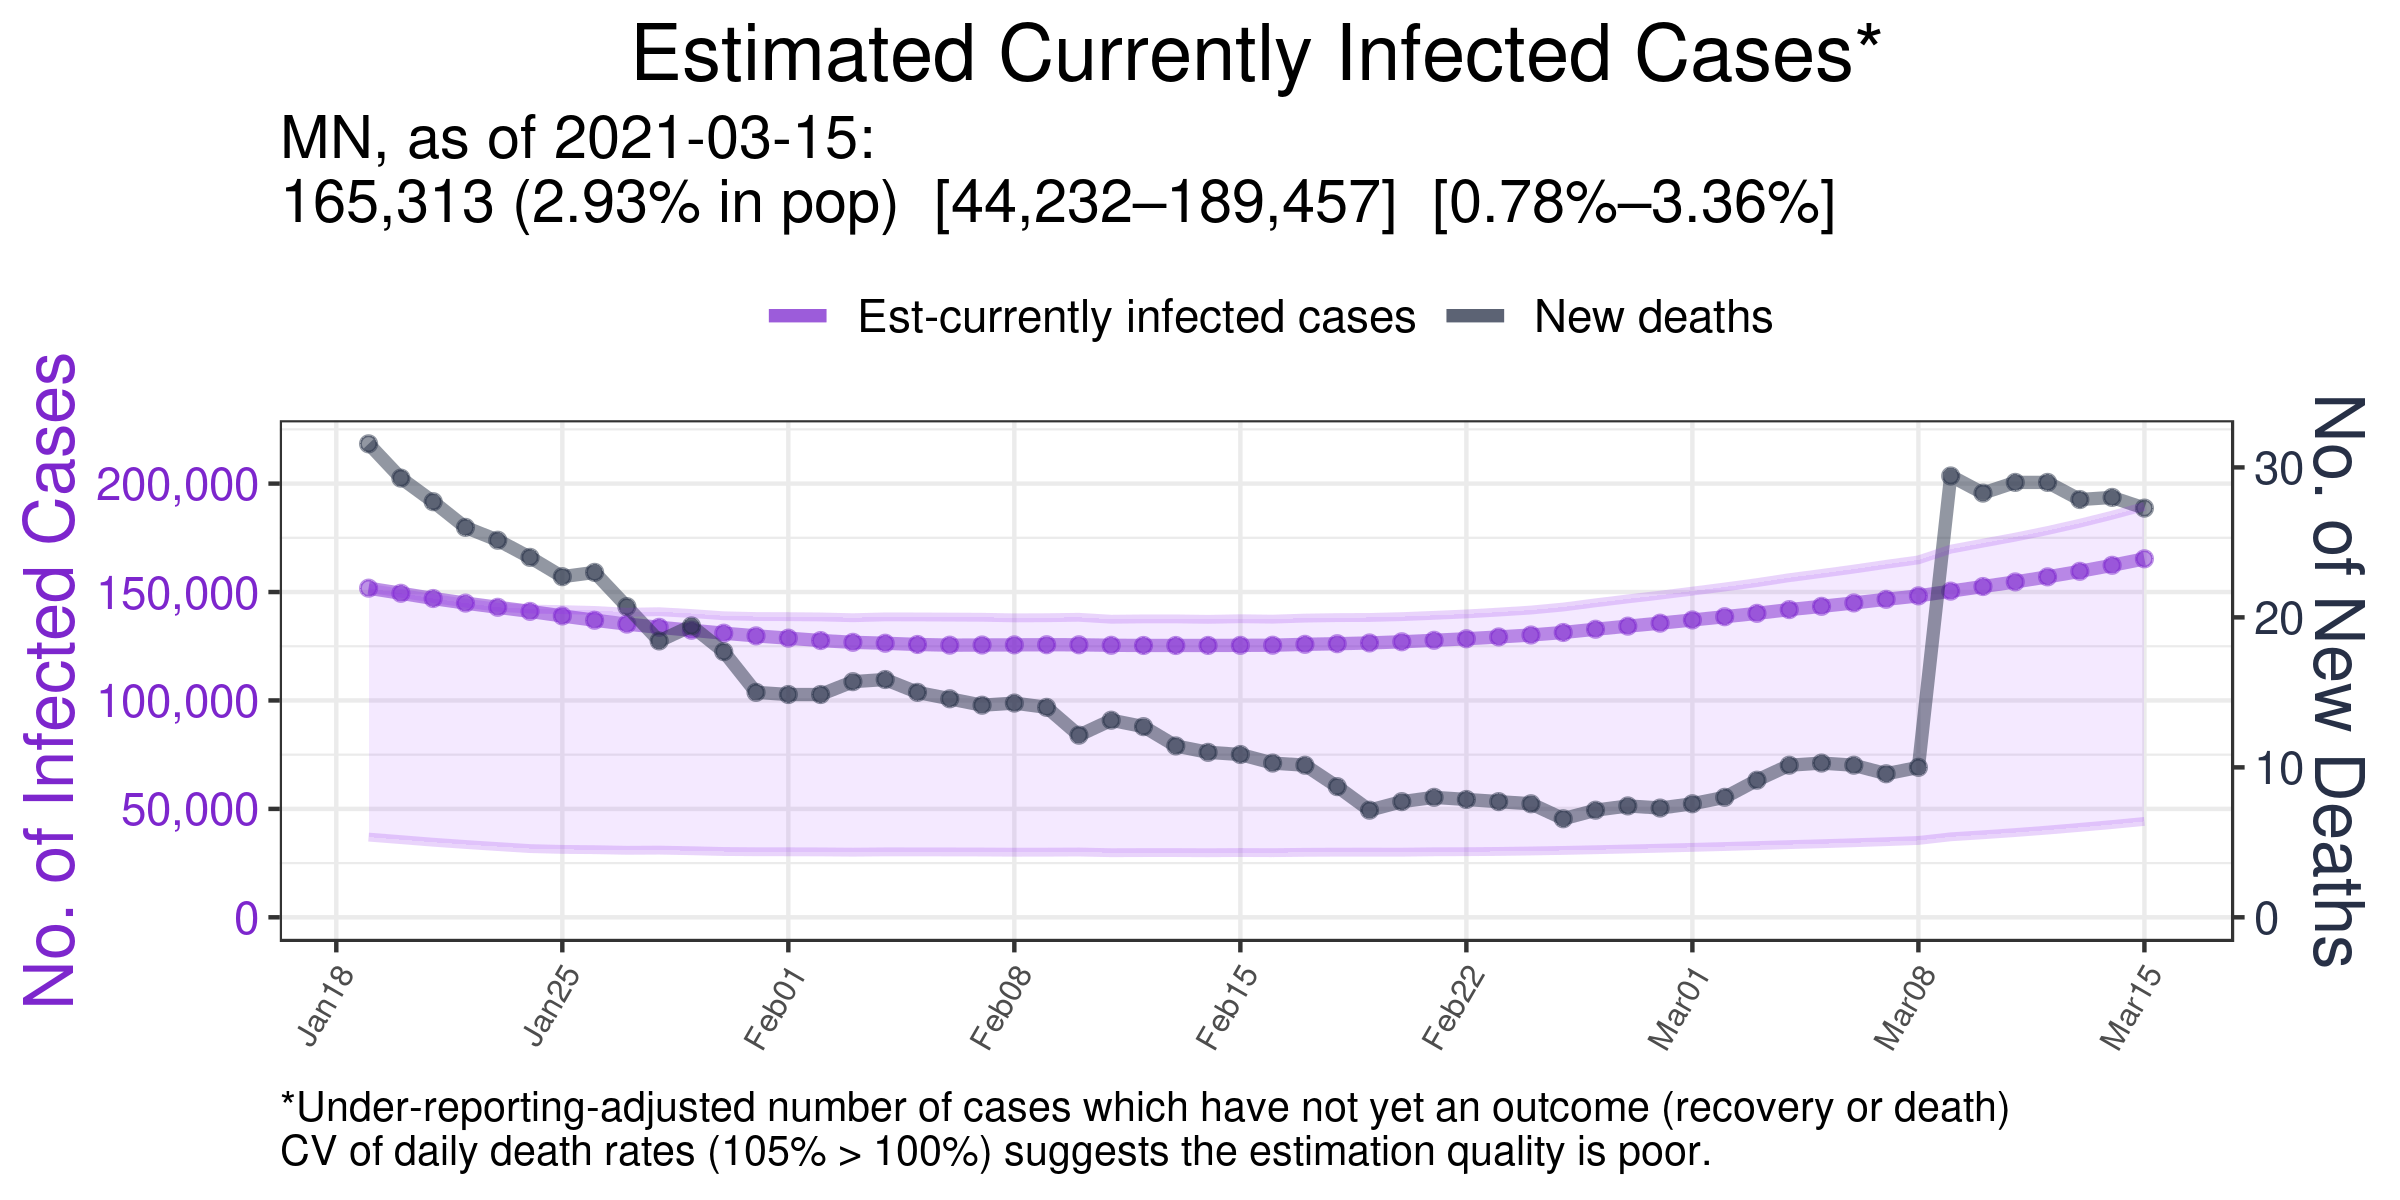 Estimated Currently Infected Cases*
MN, as of 2021-03-15:
165,313 (2.93% in pop)  [44,232–189,457]  [0.78%–3.36%]
Est-currently infected cases
New deaths
No. of Infected Cases
200,000
150,000
100,000
50,000
0
30
20
10
0
No. of New Deaths
Jan18
Jan25
Feb01
Feb08
Feb15
Feb22
Mar01
Mar08
Mar15
*Under-reporting-adjusted number of cases which have not yet an outcome (recovery or death)
CV of daily death rates (105% > 100%) suggests the estimation quality is poor.